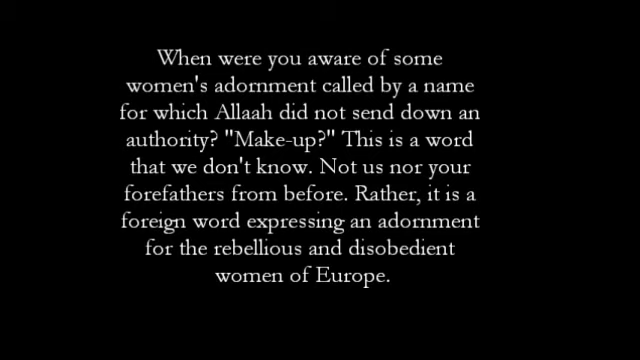 When were you aware of some
women's adornment called by a name
for which Allaah did not send down an
authority? "Make-up?" This is a word
that we don't know. Not us nor your
forefathers from before. Rather, it is a
foreign word expressing an adornment
for the rebellious and disobedient
women of Europe.